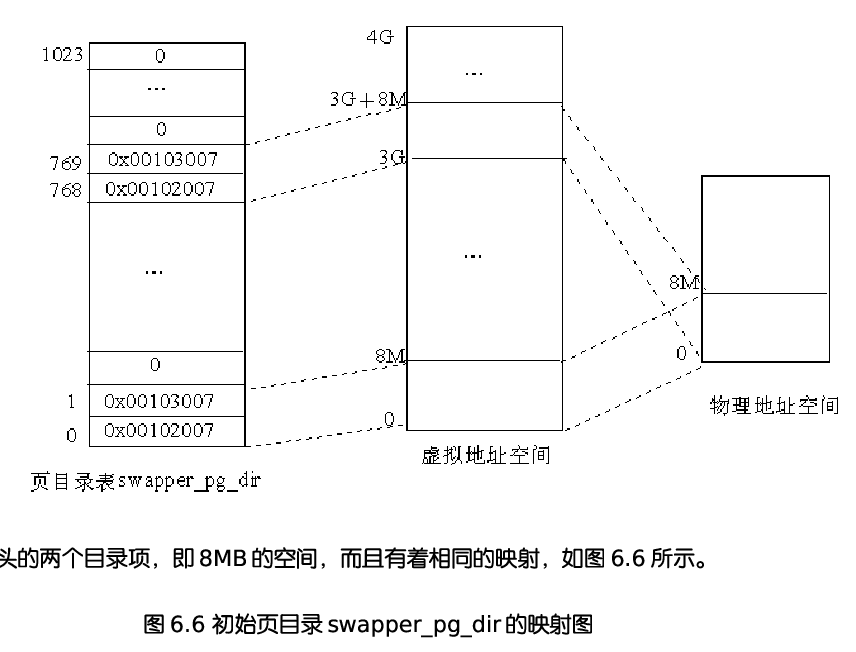 1023 0
...
0
769 0x00103007
768 0x00102007
...
0
1 0x00103007
0 0x00102007
页目录表swapper_pg_dir
4G
...
3G+8M
3G
...
8M
0
虚拟地址空间
8M
0
物理地址空间
头的两个目录项，即 8MB 的空间，而且有着相同的映射，如图 6.6 所示。
图 6.6 初始页目录 swapper_pg_dir 的映射图